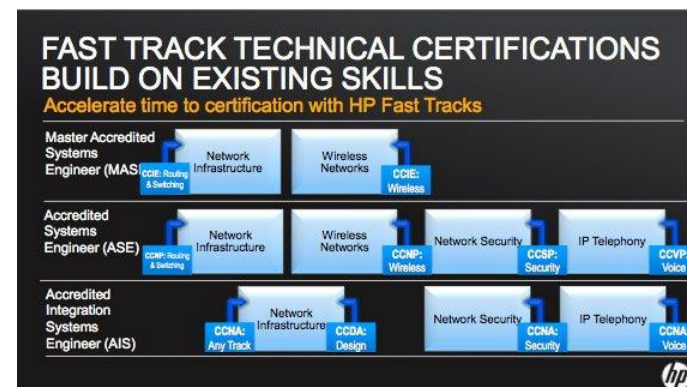 FAST TRACK TECHNICAL CERTIFICATIONS
BUILD ON EXISTING SKILLS
Accelerate time to certification with HP Fast Tracks
Master Accredited
Systems
Engineer (MAS
CCIE: Routing
& Switching
Network
Infrastructure
Wireless
Networks
CCIE:
Wireless
Accredited
Systems
Engineer (ASE)
CCNP: Routing
& Switching
Network
Infrastructure
Wireless
Networks
CCNP:
Wireless
Network Security
CCSP:
Security
IP Telephony
CCVP:
Voice
Accredited
Integration
Systems
Engineer (AIS)
CCNA:
Any Track
Network
Infrastructure
CCDA:
Design
Network Security
CCNA:
Security
IP Telephony
CCNA
Voice
hp